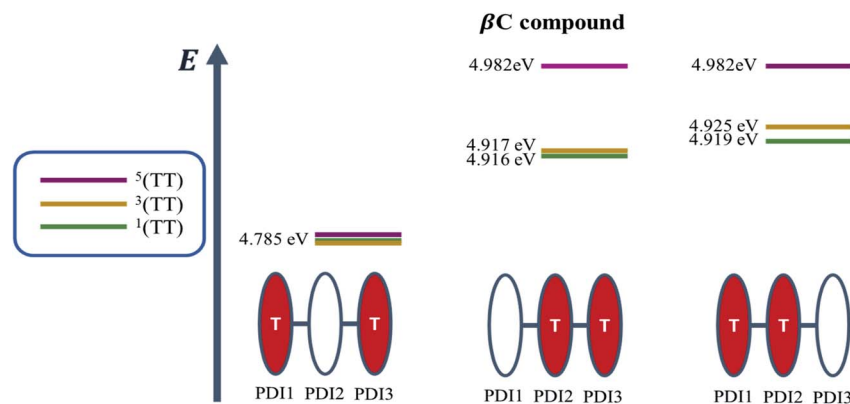 βC compound
E
4.982eV
4.982eV
4.917 eV
4.916 eV
4.925 eV
4.919 eV
⁵(TT)
³(TT)
¹(TT)
4.785 eV
T T
T T
T T
PDI1 PDI2 PDI3
PDI1 PDI2 PDI3
PDI1 PDI2 PDI3